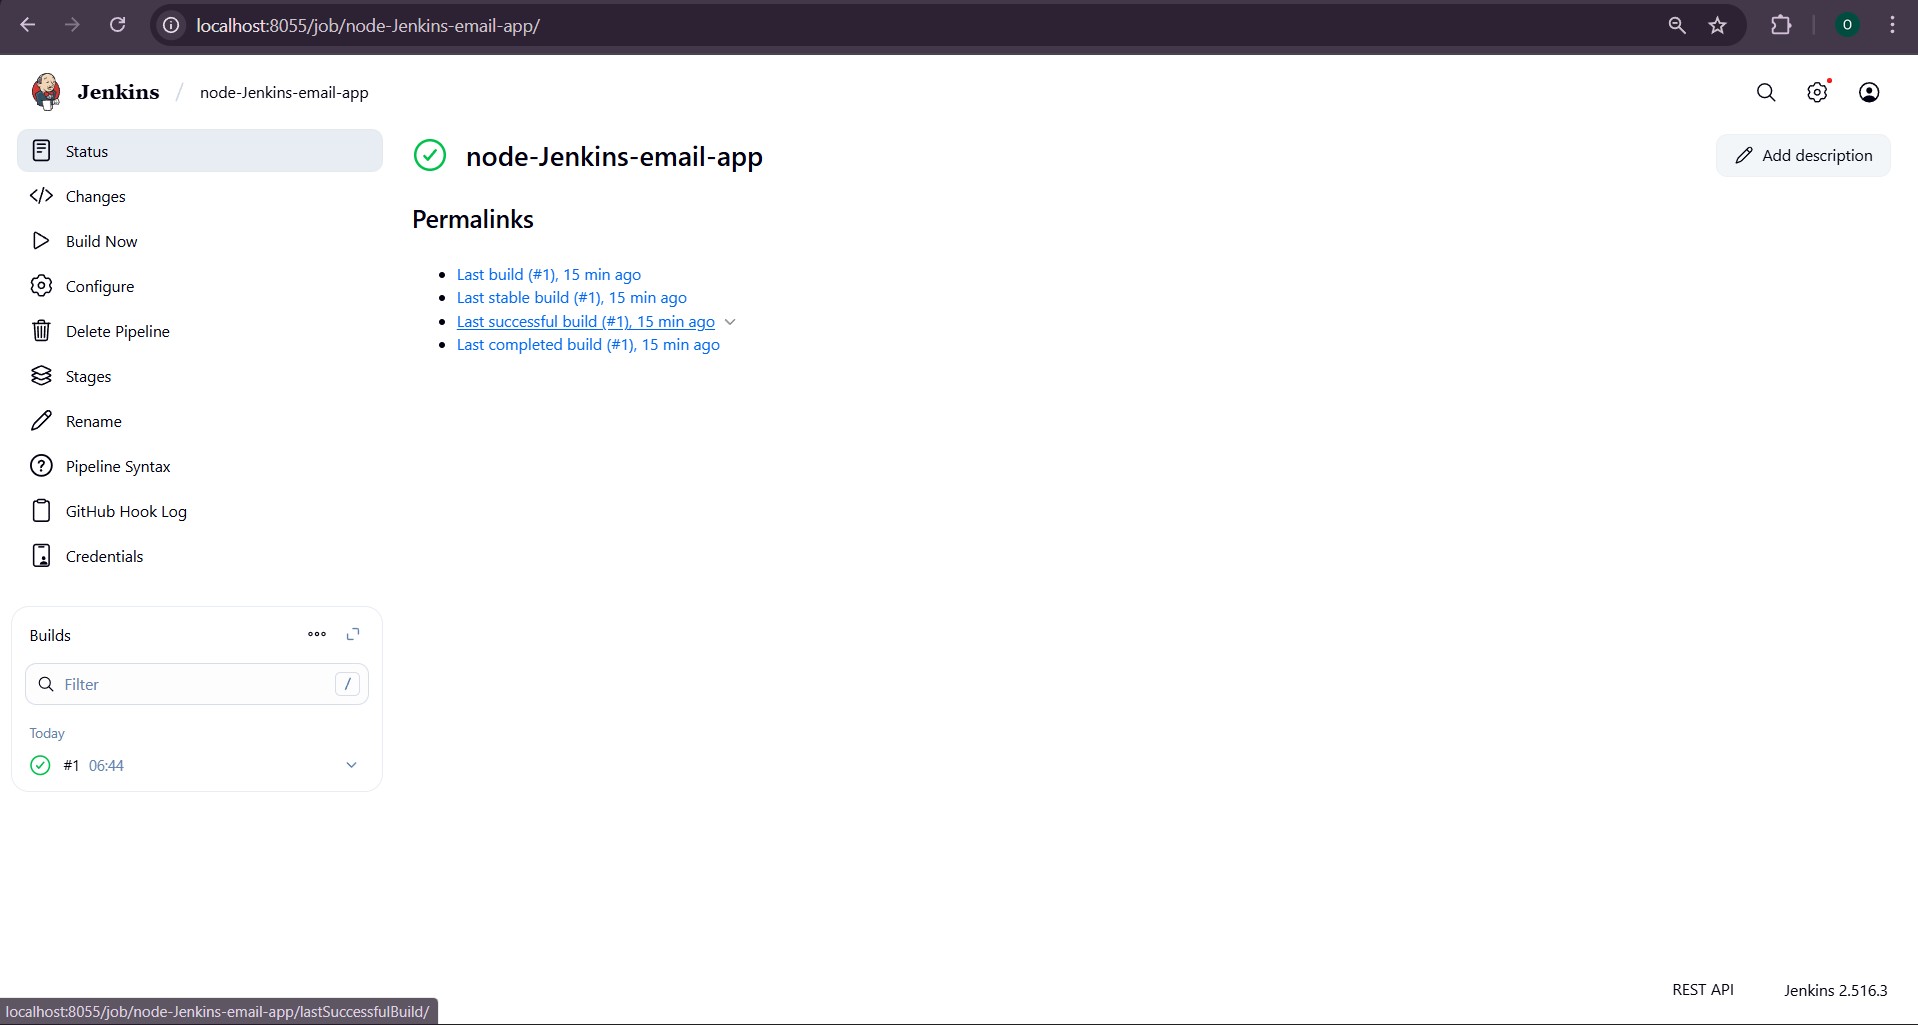 localhost:8055/job/node-Jenkins-email-app/
O
Jenkins / node-Jenkins-email-app
Status
Changes
Build Now
Configure
Delete Pipeline
Stages
Rename
Pipeline Syntax
GitHub Hook Log
Credentials
Builds
Filter /
Today
#1 06:44
node-Jenkins-email-app
Add description
Permalinks
Last build (#1), 15 min ago
Last stable build (#1), 15 min ago
Last successful build (#1), 15 min ago
Last completed build (#1), 15 min ago
REST API Jenkins 2.516.3
localhost:8055/job/node-Jenkins-email-app/lastSuccessfulBuild/